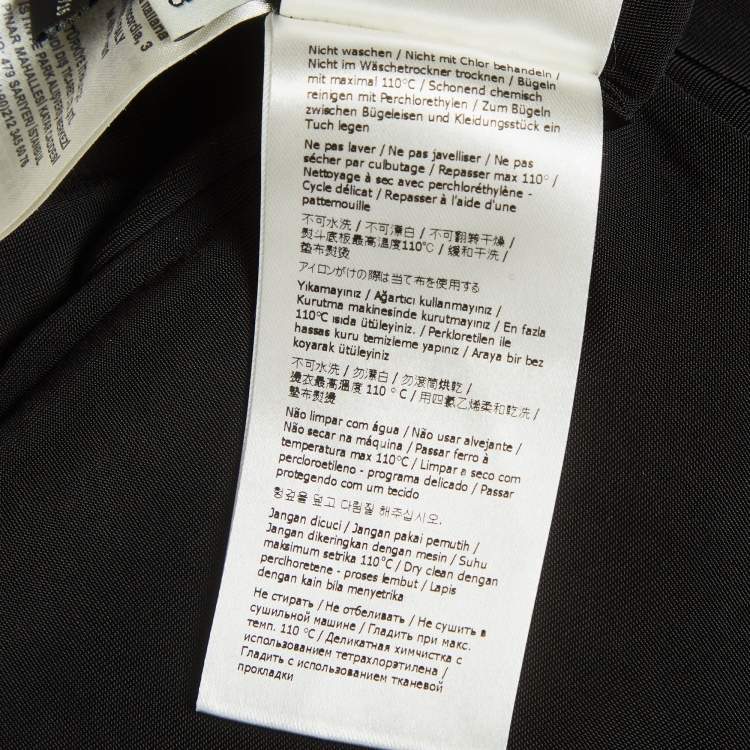 Nicht waschen / Nicht mit Chlor behandeln /
Nicht im Wäschetrockner trocknen / Bügeln
mit maximal 110°C / Schonend chemisch
reinigen mit Perchlorethylen / Zum Bügeln
zwischen Bügeleisen und Kleidungsstück ein
Tuch legen
Ne pas laver / Ne pas javelliser / Ne pas
sécher par culbutage / Repasser max 110° /
Nettoyage à sec avec perchloréthylène -
Cycle délicat / Repasser à l'aide d'une
pattemouille
不可水洗 / 不可漂白 / 不可翻转干燥 /
熨斗底板最高溫度110°C / 缓和干洗 /
墊布熨燙
アイロンがけの際は当て布を使用する
Yıkamayınız / Ağartıcı kullanmayınız /
Kurutma makinesinde kurutmayınız / En fazla
110°C ısıda ütüleyiniz. / Perkloretilen ile
hassas kuru temizleme yapınız / Araya bir bez
koyarak ütüleyiniz
不可水洗 / 勿漂白 / 勿滾筒烘乾 /
燙衣最高溫度 110 ° C / 用四氯乙烯柔和乾洗 /
墊布熨燙
Não limpar com água / Não usar alvejante /
Não secar na máquina / Passar ferro à
temperatura max 110°C / Limpar a seco com
percloroetileno - programa delicado / Passar
protegendo com um tecido
헝겊을 덮고 다림질 해주십시오.
Jangan dicuci / Jangan pakai pemutih /
Jangan dikeringkan dengan mesin / Suhu
maksimum setrika 110°C / Dry clean dengan
perclhoretene - proses lembut / Lapis
dengan kain bila menyetrika
Не стирать / Не отбеливать / Не сушить в
сушильной машине / Гладить при макс.
темп. 110 °C / Деликатная химчистка с
использованием тетрахлорэтилена /
Гладить с использованием тканевой
прокладки